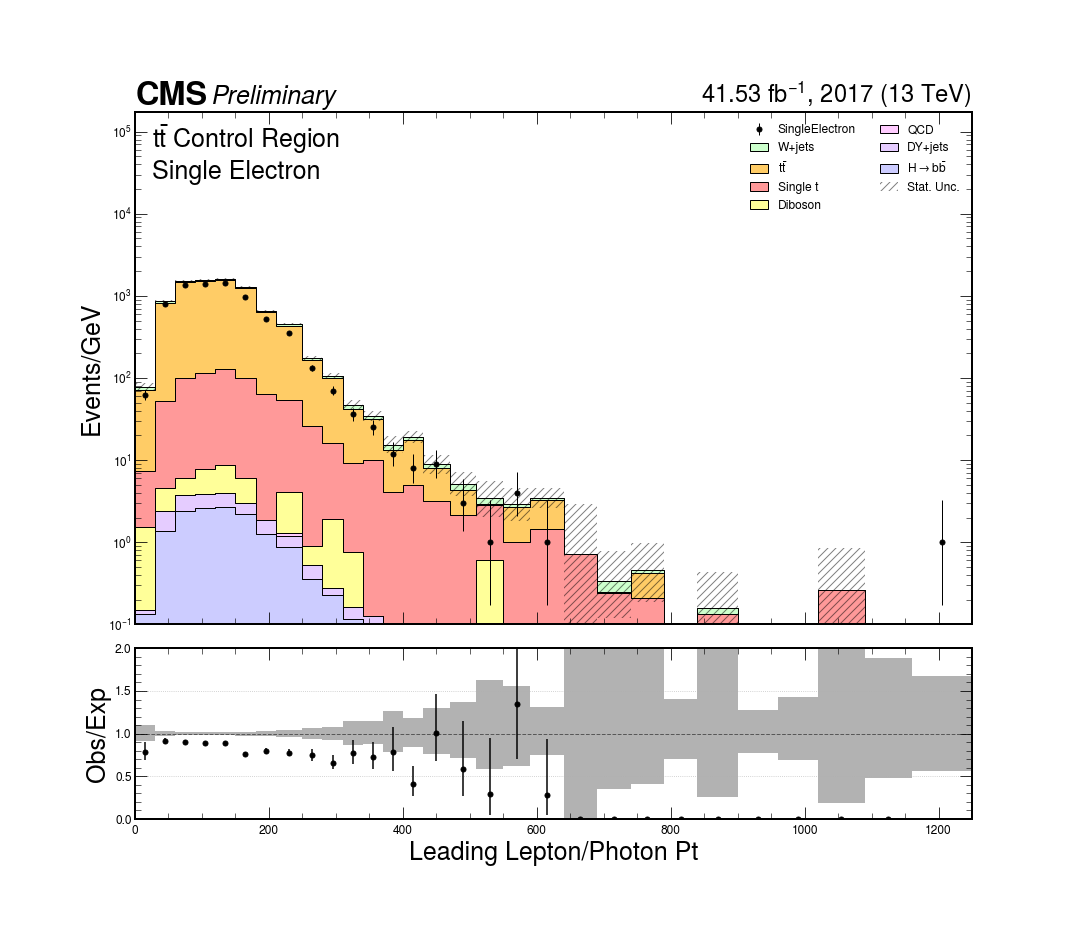 CMS Preliminary
41.53 fb⁻¹, 2017 (13 TeV)
tt̄ Control Region
Single Electron
SingleElectron
W+jets
tt̄
Single t
Diboson
QCD
DY+jets
H→bb̄
Stat. Unc.
Events/GeV
10⁵
10⁴
10³
10²
10¹
10⁰
10⁻¹
Obs/Exp
2.0
1.5
1.0
0.5
0.0
0 200 400 600 800 1000 1200
Leading Lepton/Photon Pt